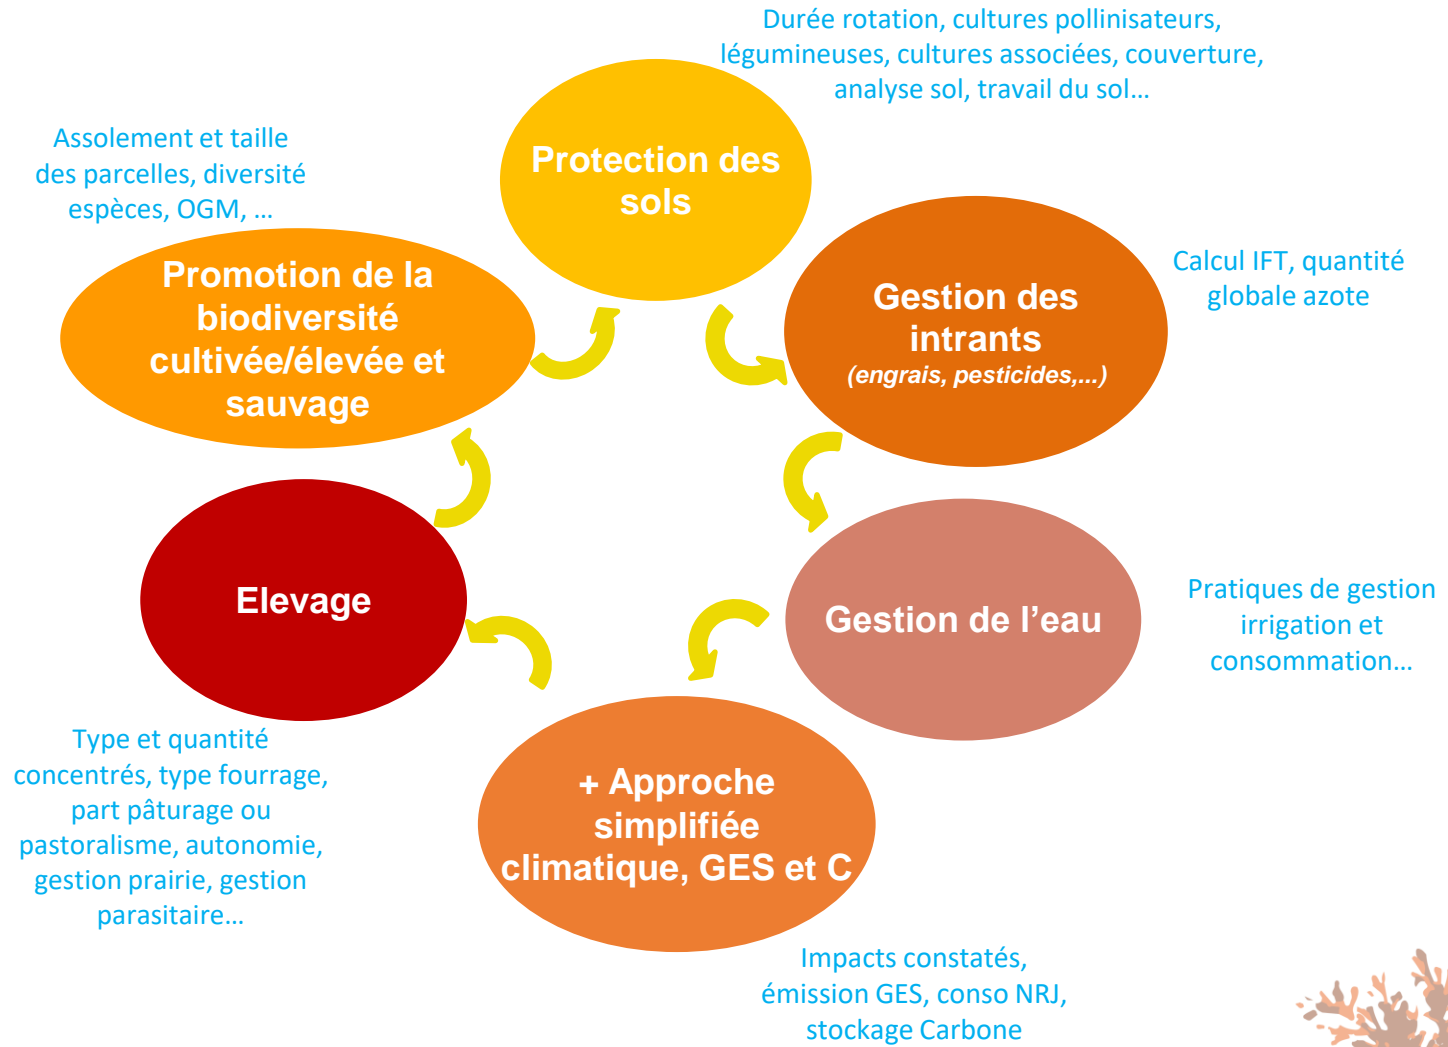 Durée rotation, cultures pollinisateurs,
légumineuses, cultures associées, couverture,
analyse sol, travail du sol…
Protection des
sols
Assolement et taille
des parcelles, diversité
espèces, OGM, …
Promotion de la
biodiversité
cultivée/élevée et
sauvage
Gestion des
intrants
(engrais, pesticides,...)
Calcul IFT, quantité
globale azote
Elevage
Gestion de l’eau
Pratiques de gestion
irrigation et
consommation…
Type et quantité
concentrés, type fourrage,
part pâturage ou
pastoralisme, autonomie,
gestion prairie, gestion
parasitaire…
+ Approche
simplifiée
climatique, GES et C
Impacts constatés,
émission GES, conso NRJ,
stockage Carbone